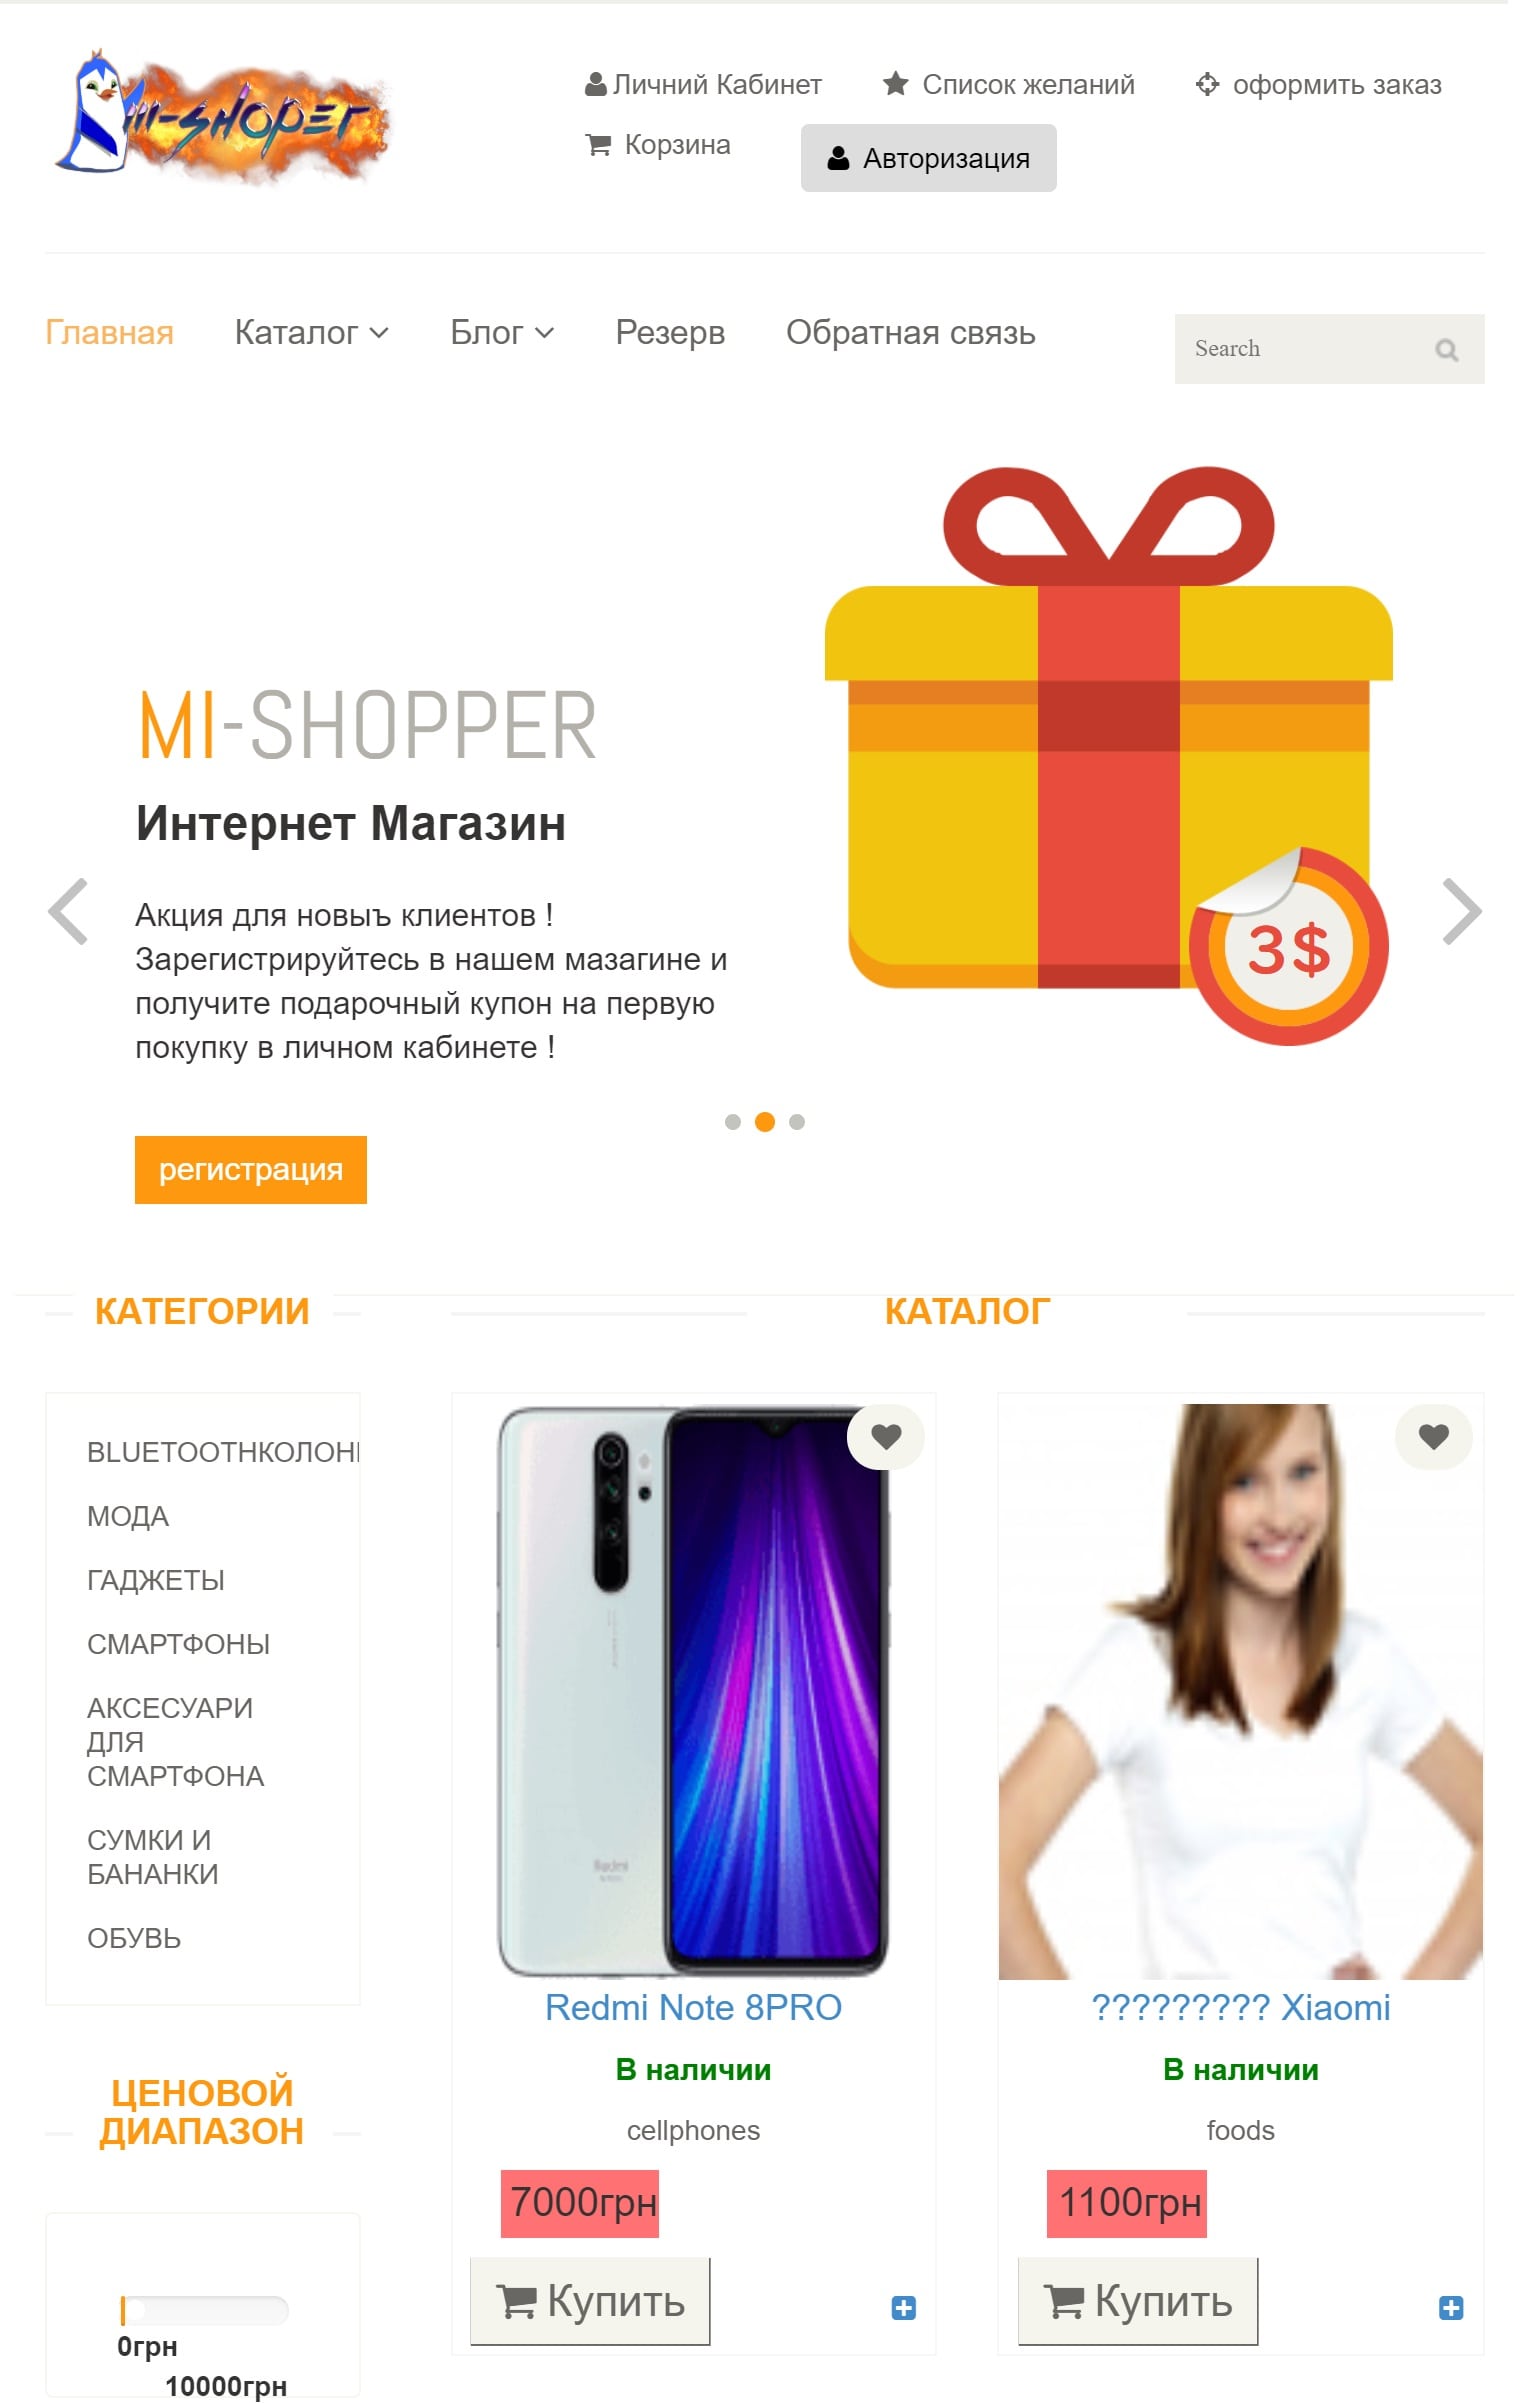 mi-shoper
Личний Кабинет
Список желаний
оформить заказ
Корзина
Авторизация
Главная
Каталог
Блог
Резерв
Обратная связь
Search
MI-SHOPPER
Интернет Магазин
Акция для новыъ клиентов !
Зарегистрируйтесь в нашем мазагине и
получите подарочный купон на первую
покупку в личном кабинете !
3$
регистрация
КАТЕГОРИИ
BLUETOOTHКОЛОН
МОДА
ГАДЖЕТЫ
СМАРТФОНЫ
АКСЕСУАРИ
ДЛЯ
СМАРТФОНА
СУМКИ И
БАНАНКИ
ОБУВЬ
ЦЕНОВОЙ
ДИАПАЗОН
0грн
10000грн
КАТАЛОГ
Redmi
Redmi Note 8PRO
В наличии
cellphones
7000грн
Купить
????????? Xiaomi
В наличии
foods
1100грн
Купить